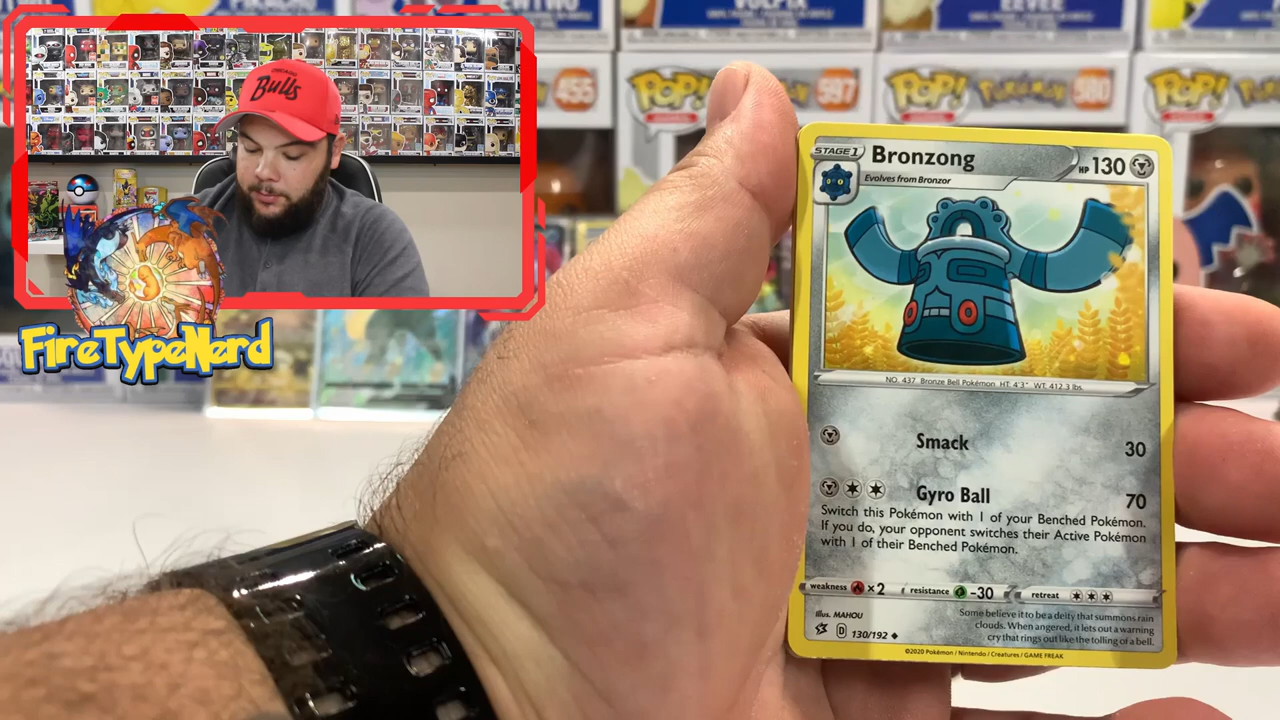 PIKACHU
MEWTWO
VULPIX
EEVEE
455
POP!
597
POP!
Pokémon
980
POP!
CHICAGO
Bulls
FireTypeNerd
STAGE 1
Bronzong
HP 130
Evolves from Bronzor
NO. 437 Bronze Bell Pokémon HT: 4'3" WT: 412.3 lbs.
Smack 30
Gyro Ball 70
Switch this Pokémon with 1 of your Benched Pokémon.
If you do, your opponent switches their Active Pokémon
with 1 of their Benched Pokémon.
weakness ×2 resistance -30 retreat
Illus. MAHOU
D 130/192
Some believe it to be a deity that summons rain
clouds. When angered, it lets out a warning
cry that rings out like the tolling of a bell.
©2020 Pokémon / Nintendo / Creatures / GAME FREAK